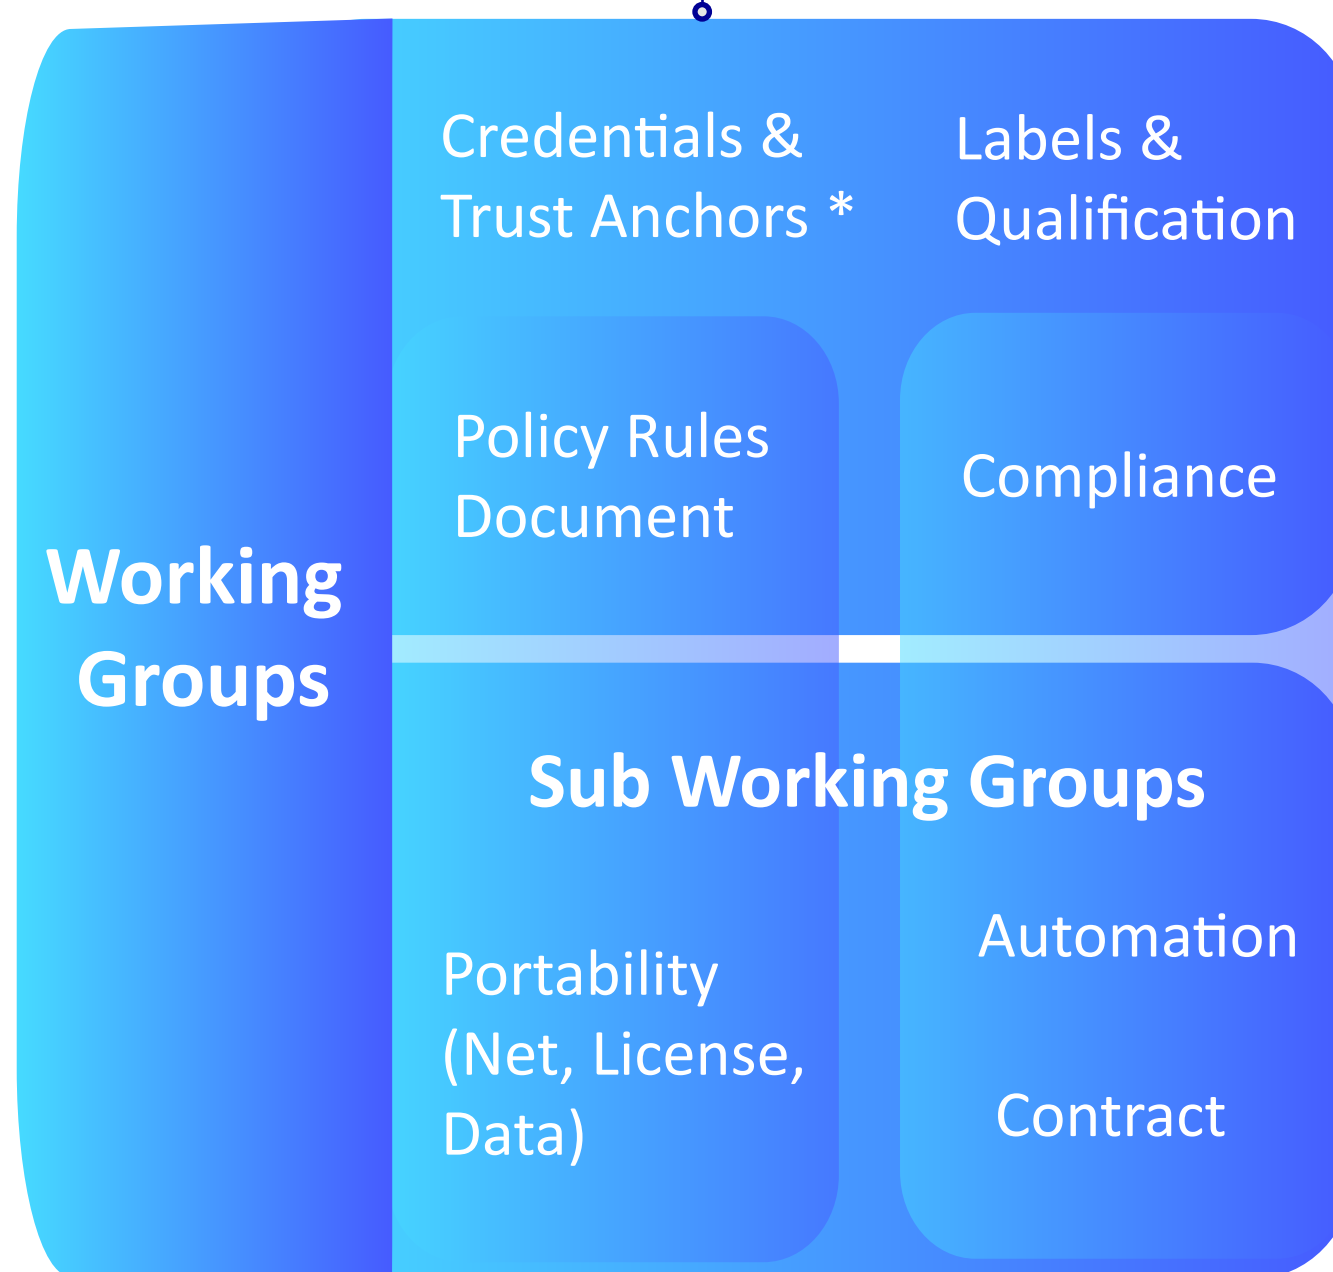 Working
Groups
Credentials &
Trust Anchors *
Labels &
Qualification
Policy Rules
Document
Compliance
Sub Working Groups
Portability
(Net, License,
Data)
Automation
Contract